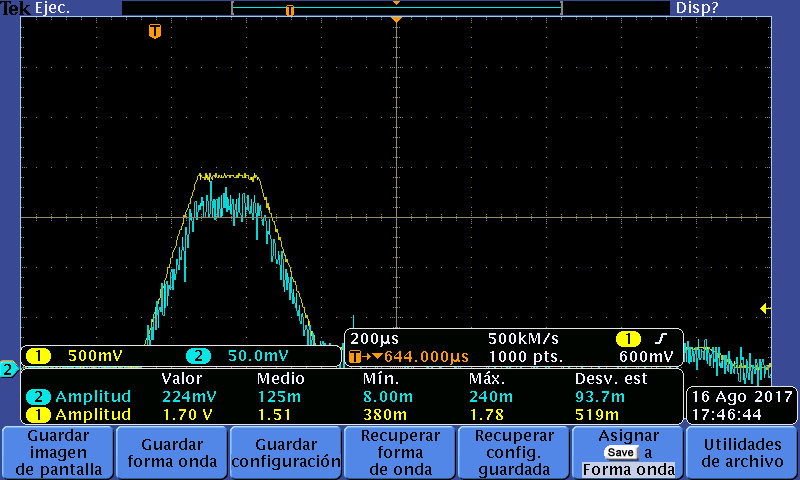 Tek Ejec. Disp?
T
T
1 500mV 2 50.0mV
200µs 500kM/s 1
T→▼644.000µs 1000 pts. 600mV
2
Valor Medio Mín. Máx. Desv. est
2 Amplitud 224mV 125m 8.00m 240m 93.7m
1 Amplitud 1.70 V 1.51 380m 1.78 519m
16 Ago 2017
17:46:44
Guardar
imagen
de pantalla
Guardar
forma onda
Guardar
configuración
Recuperar
forma
de onda
Recuperar
config.
guardada
Asignar
Save a
Forma onda
Utilidades
de archivo